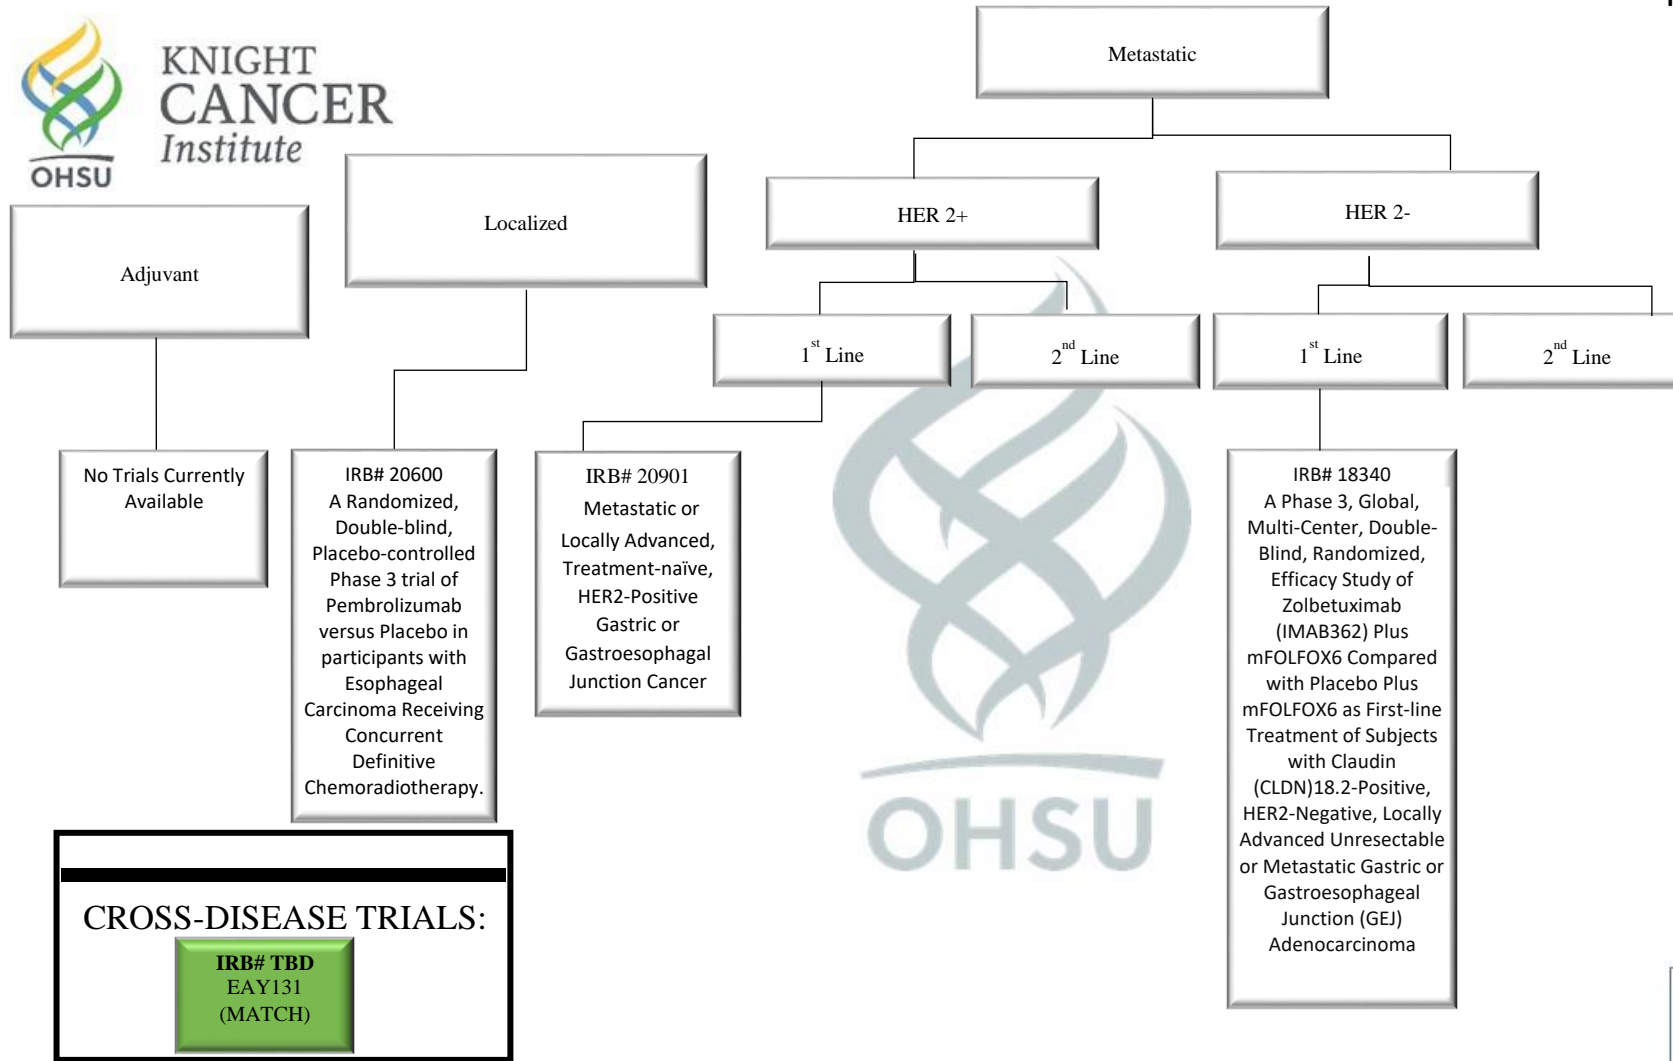 KNIGHT
CANCER
Institute
OHSU
Metastatic
Adjuvant
Localized
HER 2+
HER 2-
1st Line
2nd Line
1st Line
2nd Line
No Trials Currently
Available
IRB# 20600
A Randomized,
Double-blind,
Placebo-controlled
Phase 3 trial of
Pembrolizumab
versus Placebo in
participants with
Esophageal
Carcinoma Receiving
Concurrent
Definitive
Chemoradiotherapy.
IRB# 20901
Metastatic or
Locally Advanced,
Treatment-naïve,
HER2-Positive
Gastric or
Gastroesophagal
Junction Cancer
IRB# 18340
A Phase 3, Global,
Multi-Center, Double-
Blind, Randomized,
Efficacy Study of
Zolbetuximab
(IMAB362) Plus
mFOLFOX6 Compared
with Placebo Plus
mFOLFOX6 as First-line
Treatment of Subjects
with Claudin
(CLDN)18.2-Positive,
HER2-Negative, Locally
Advanced Unresectable
or Metastatic Gastric or
Gastroesophageal
Junction (GEJ)
Adenocarcinoma
OHSU
CROSS-DISEASE TRIALS:
IRB# TBD
EAY131
(MATCH)